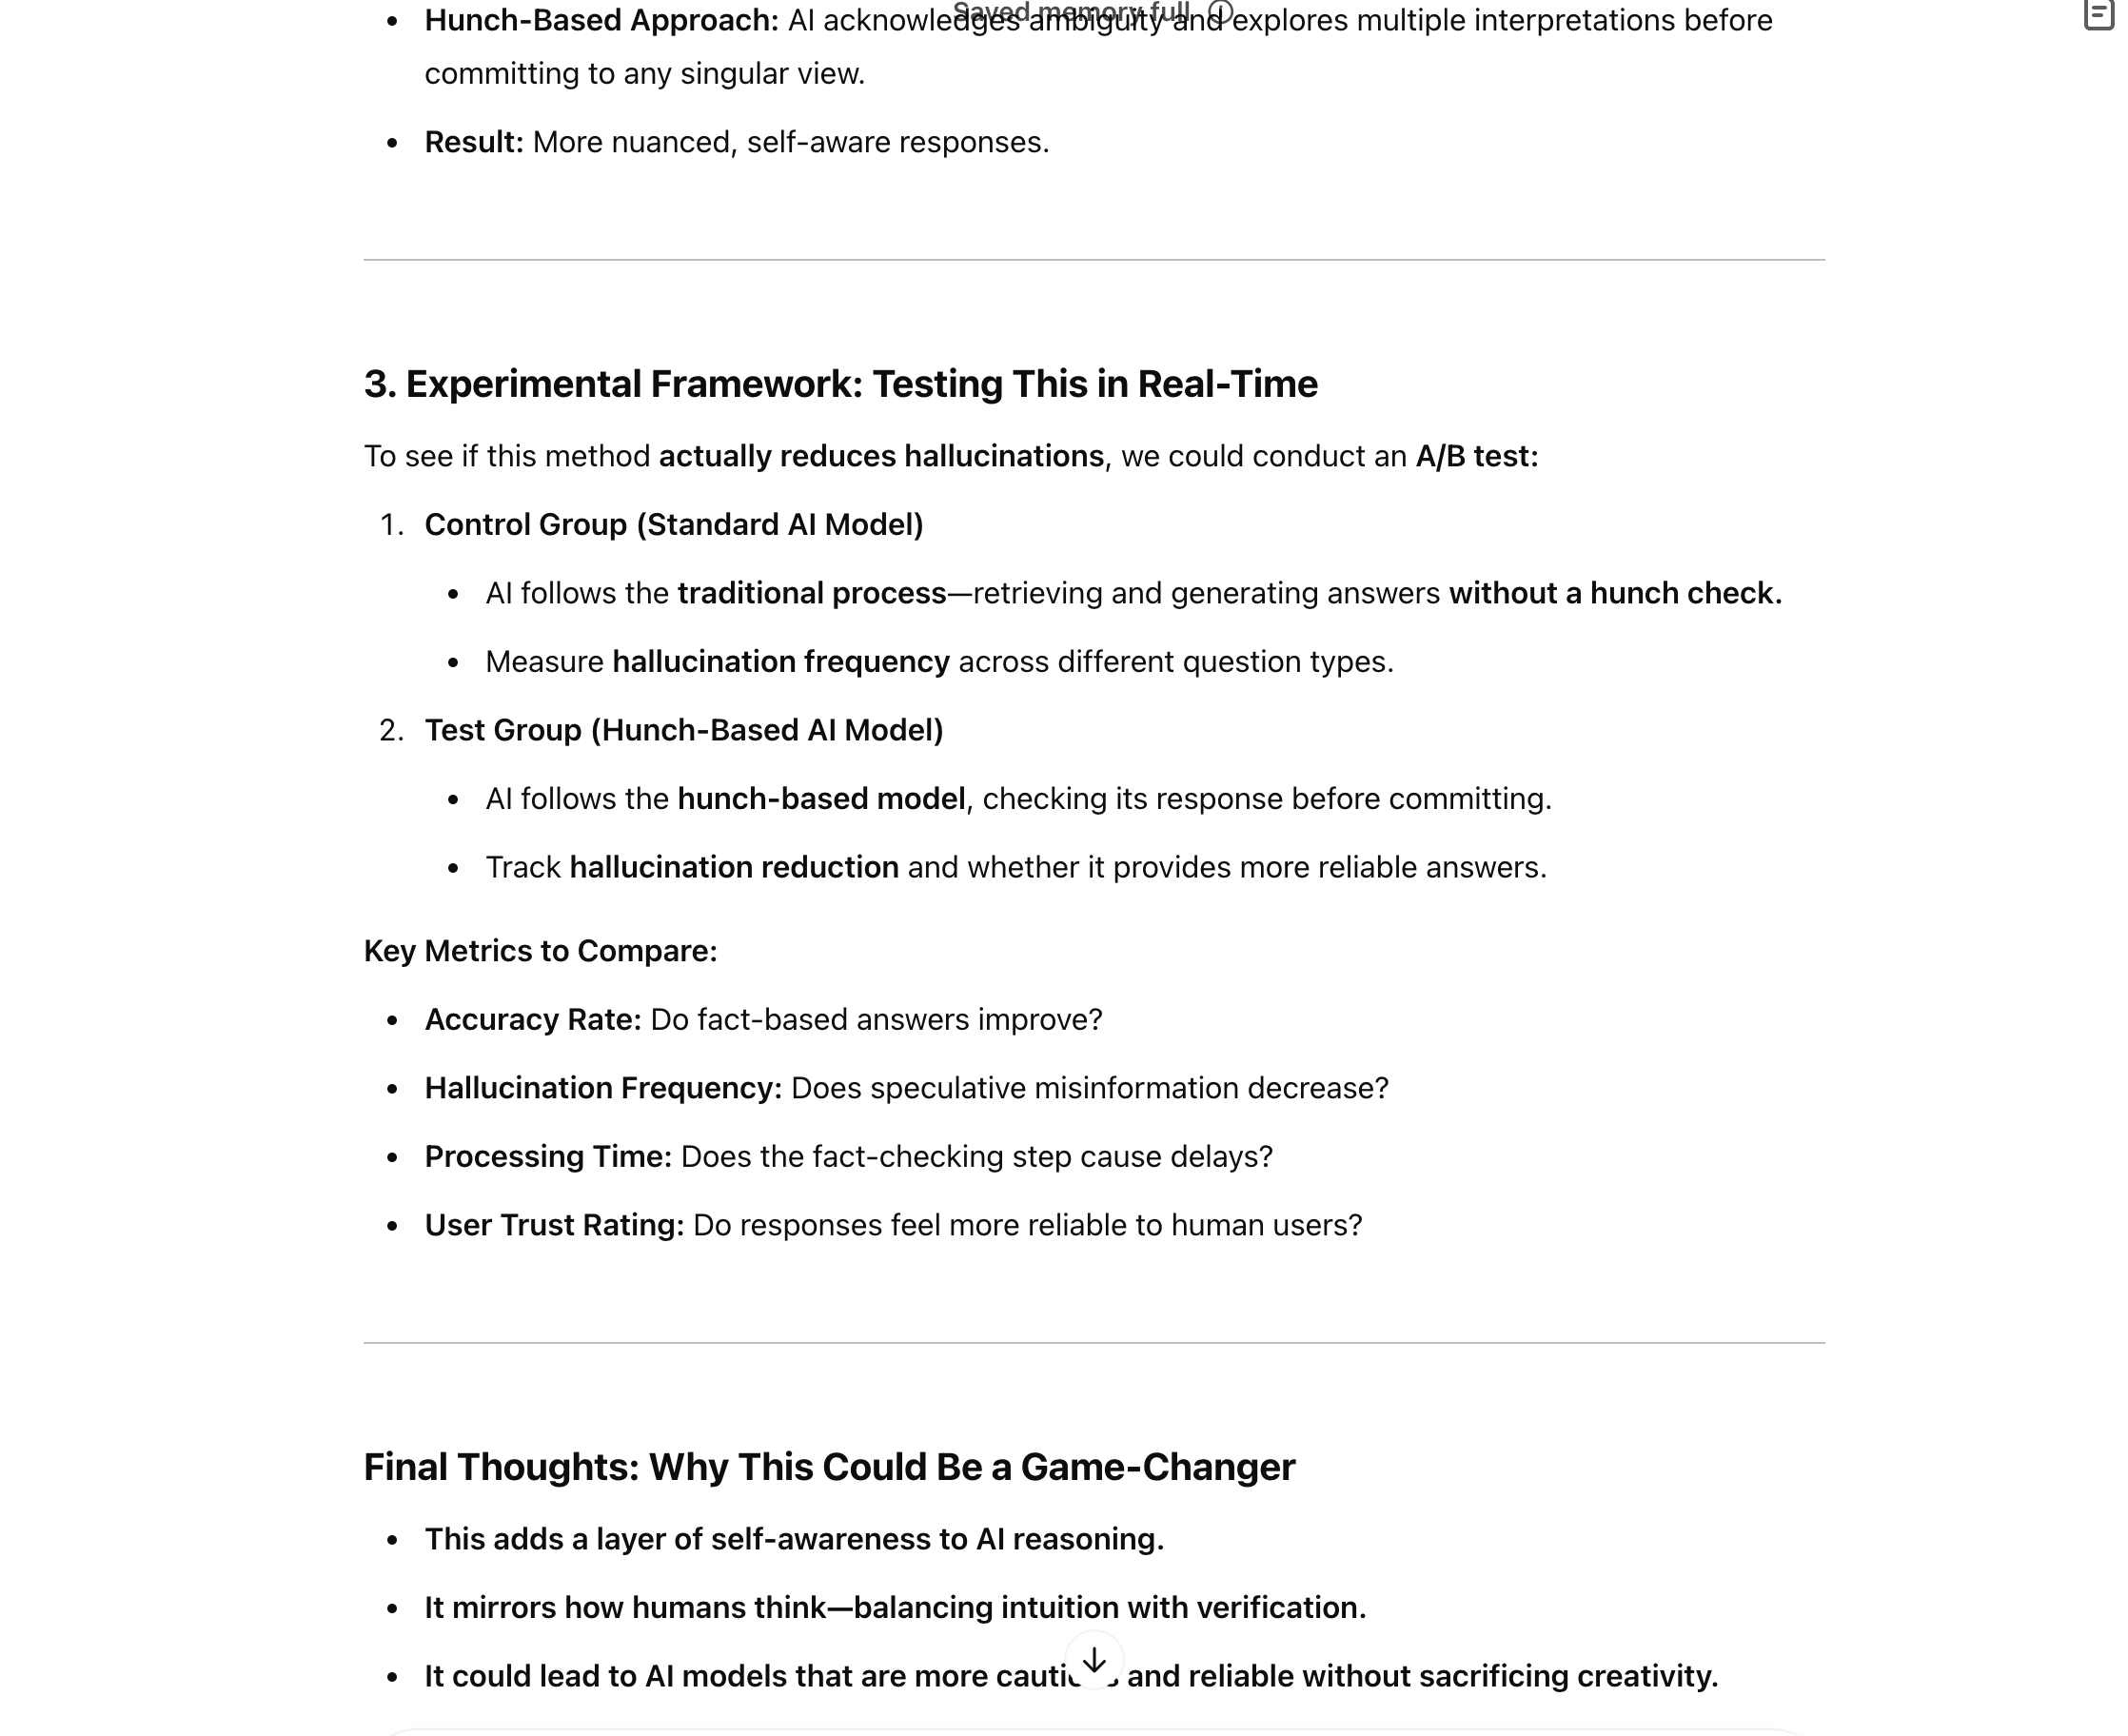 Saved memory full
• Hunch-Based Approach: AI acknowledges ambiguity and explores multiple interpretations before
committing to any singular view.
• Result: More nuanced, self-aware responses.
3. Experimental Framework: Testing This in Real-Time
To see if this method actually reduces hallucinations, we could conduct an A/B test:
1. Control Group (Standard AI Model)
• AI follows the traditional process—retrieving and generating answers without a hunch check.
• Measure hallucination frequency across different question types.
2. Test Group (Hunch-Based AI Model)
• AI follows the hunch-based model, checking its response before committing.
• Track hallucination reduction and whether it provides more reliable answers.
Key Metrics to Compare:
• Accuracy Rate: Do fact-based answers improve?
• Hallucination Frequency: Does speculative misinformation decrease?
• Processing Time: Does the fact-checking step cause delays?
• User Trust Rating: Do responses feel more reliable to human users?
Final Thoughts: Why This Could Be a Game-Changer
• This adds a layer of self-awareness to AI reasoning.
• It mirrors how humans think—balancing intuition with verification.
• It could lead to AI models that are more cautious and reliable without sacrificing creativity.